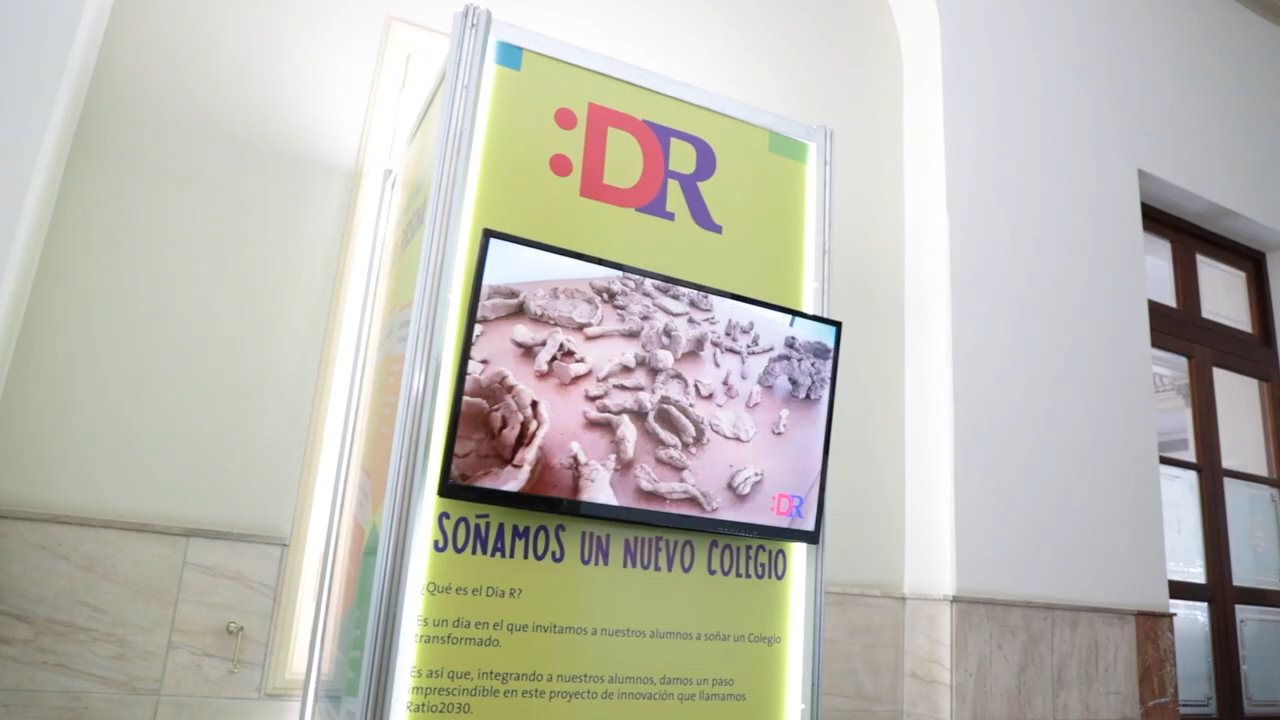 :DR
:DR
SOÑAMOS UN NUEVO COLEGIO
¿Qué es el Día R?
Es un día en el que invitamos a nuestros alumnos a soñar un Colegio
transformado.
Es así que, integrando a nuestros alumnos, damos un paso
imprescindible en este proyecto de innovación que llamamos
Ratio2030.